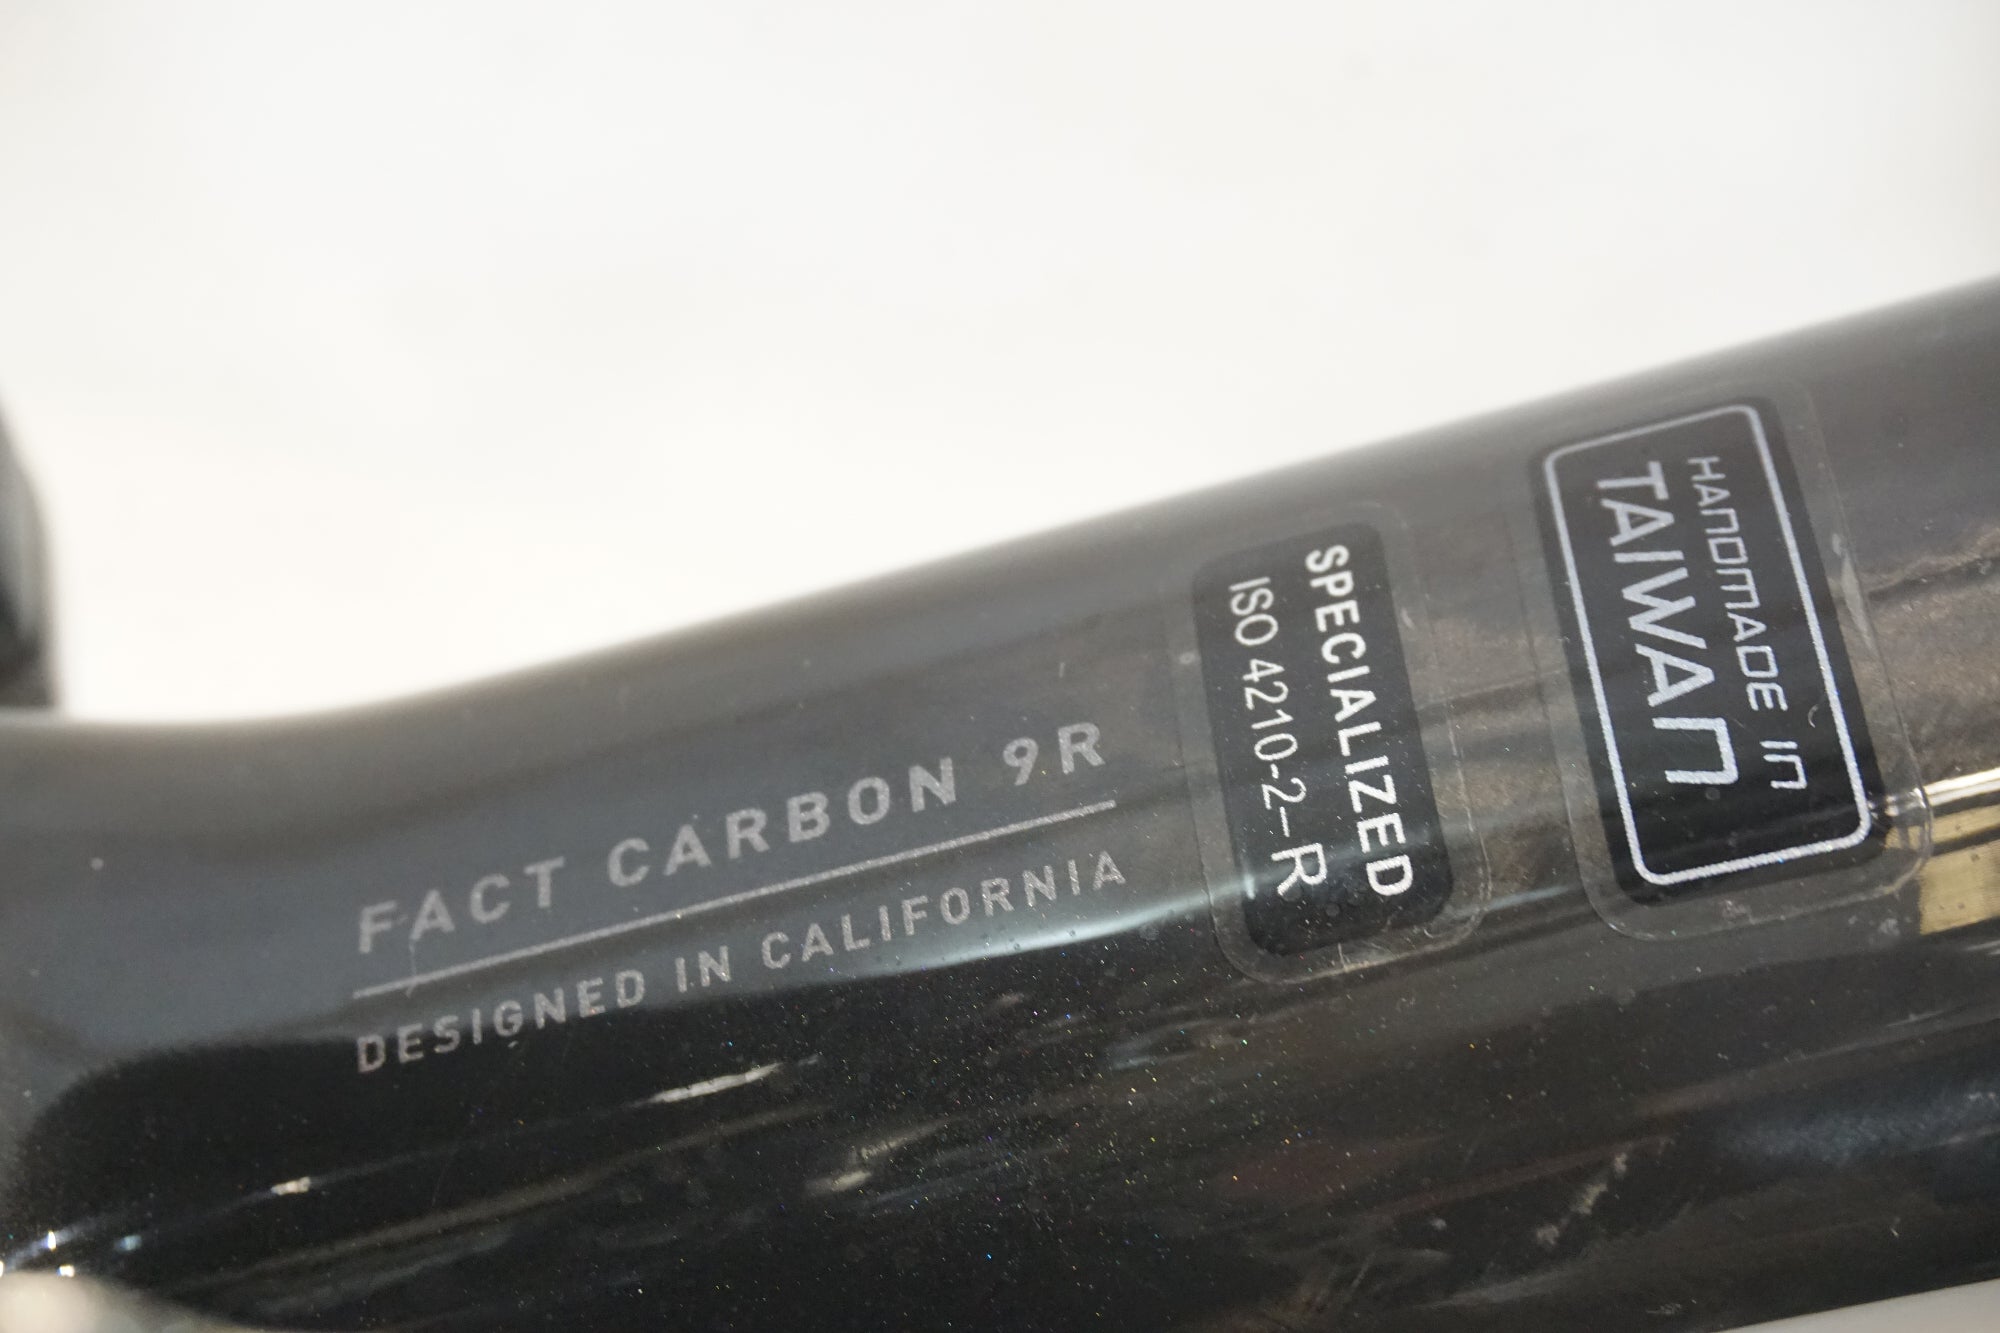 FACT CARBON 9R
DESIGNED IN CALIFORNIA
SPECIALIZED
ISO 4210-2–R
HANDMADE IN
TAIWAN